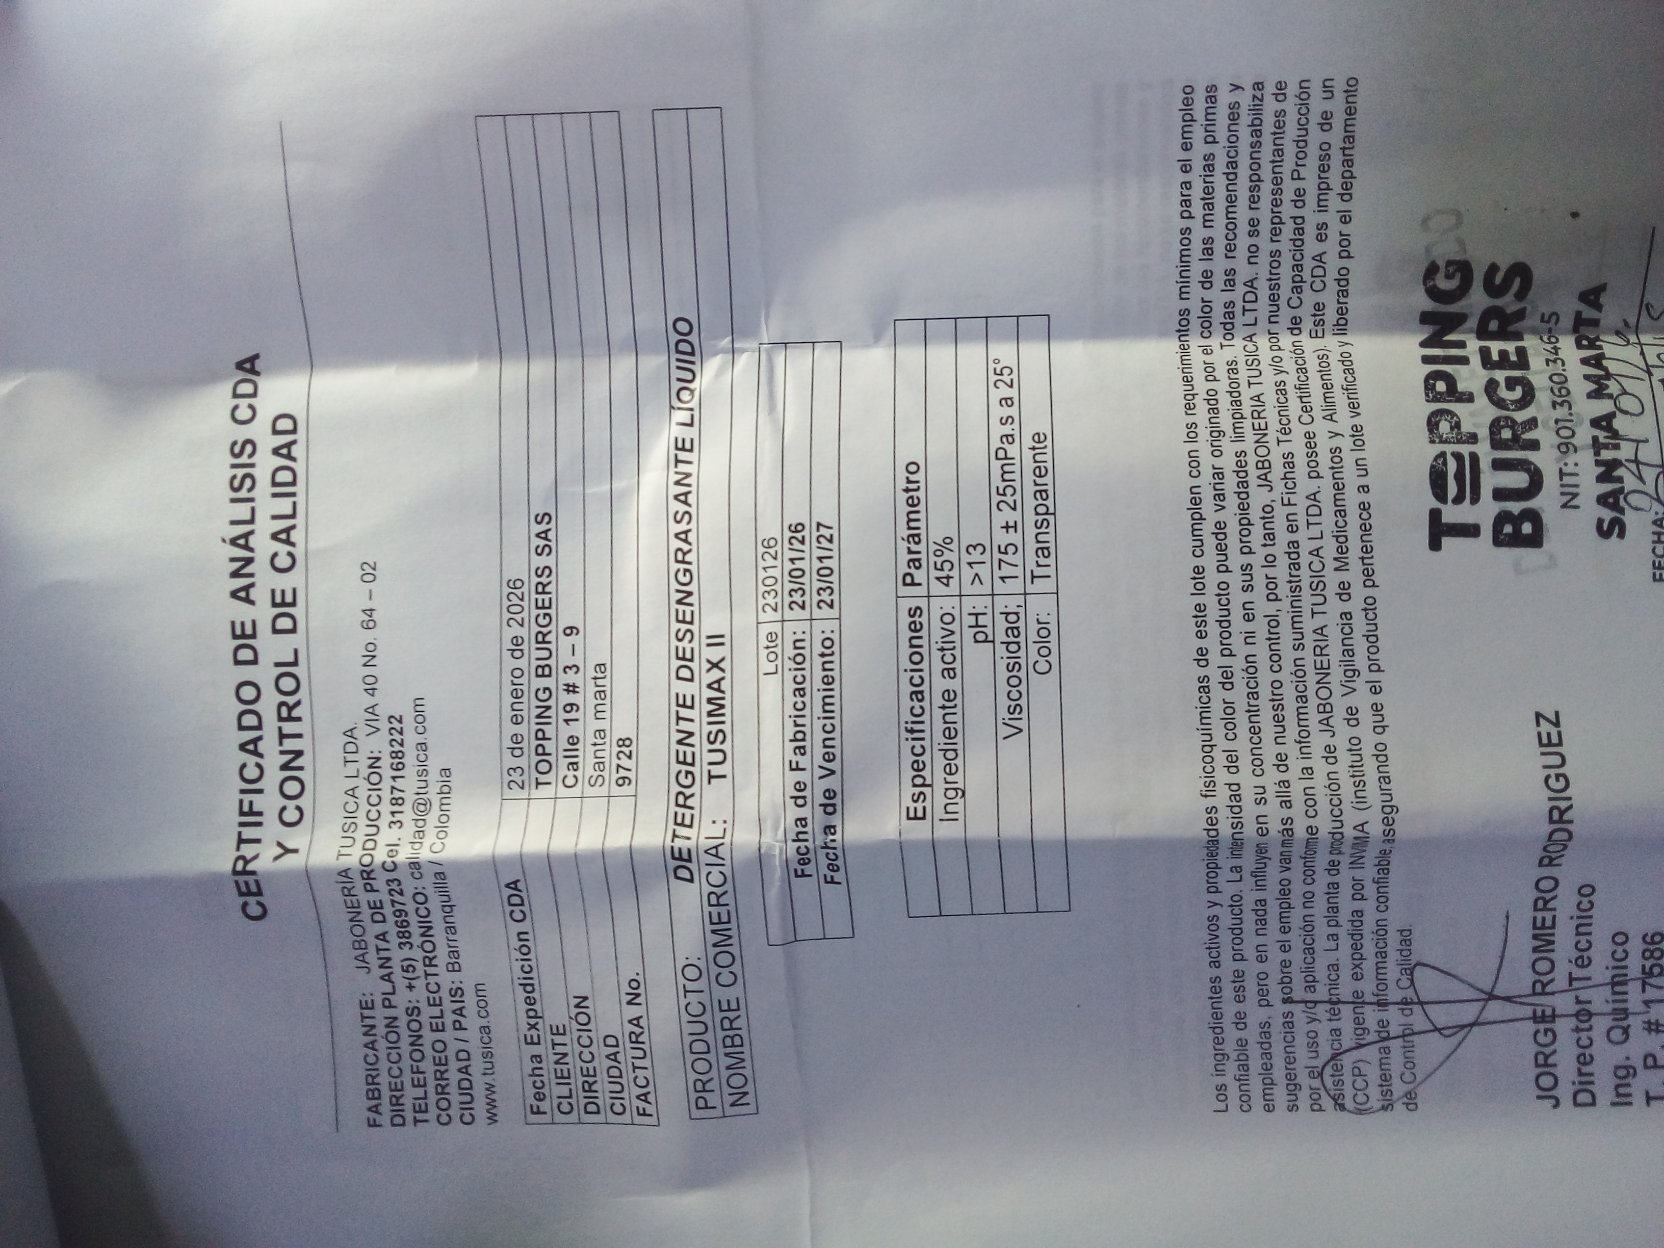 CERTIFICADO DE ANÁLISIS CDA
Y CONTROL DE CALIDAD
FABRICANTE: JABONERÍA TUSICA LTDA.
DIRECCIÓN PLANTA DE PRODUCCIÓN: VIA 40 No. 64 – 02
TELEFONOS: +(5) 3869723 Cel. 3187168222
CORREO ELECTRÓNICO: calidad@tusica.com
CIUDAD / PAIS: Barranquilla / Colombia
www.tusica.com
Fecha Expedición CDA 23 de enero de 2026
CLIENTE TOPPING BURGERS SAS
DIRECCIÓN Calle 19 # 3 – 9
CIUDAD Santa marta
FACTURA No. 9728
PRODUCTO: DETERGENTE DESENGRASANTE LÍQUIDO
NOMBRE COMERCIAL: TUSIMAX II
Lote 230126
Fecha de Fabricación: 23/01/26
Fecha de Vencimiento: 23/01/27
Especificaciones Parámetro
Ingrediente activo: 45%
pH: >13
Viscosidad; 175 ± 25mPa.s a 25°
Color: Transparente
Los ingredientes activos y propiedades fisicoquímicas de este lote cumplen con los requerimientos mínimos para el empleo
confiable de este producto. La intensidad del color del producto puede variar originado por el color de las materias primas
empleadas, pero en nada influyen en su concentración ni en sus propiedades limpiadoras. Todas las recomendaciones y
sugerencias sobre el empleo van más allá de nuestro control, por lo tanto, JABONERIA TUSICA LTDA. no se responsabiliza
por el uso y/o aplicación no conforme con la información suministrada en Fichas Técnicas y/o por nuestros representantes de
asistencia técnica. La planta de producción de JABONERIA TUSICA LTDA. posee Certificación de Capacidad de Producción
(CCP) vigente expedida por INVIMA (instituto de Vigilancia de Medicamentos y Alimentos). Este CDA es impreso de un
sistema de información confiable, asegurando que el producto pertenece a un lote verificado y liberado por el departamento
de Control de Calidad.
JORGE ROMERO RODRIGUEZ
Director Técnico
Ing. Químico
T. P. # 17586
TOPPING
BURGERS
NIT: 901.360.346-5
SANTA MARTA
FECHA: